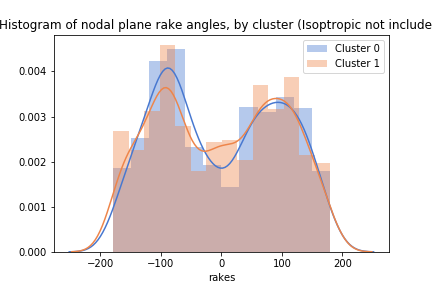 Histogram of nodal plane rake angles, by cluster (Isoptropic not include
Cluster 0
Cluster 1
0.004
0.003
0.002
0.001
0.000
−200 −100 0 100 200
rakes